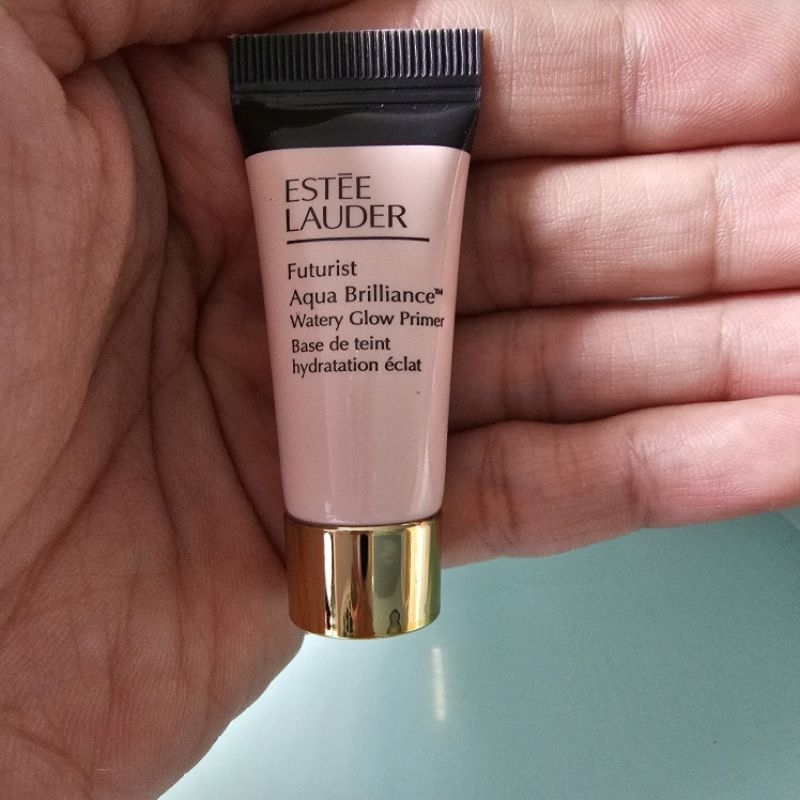 ESTĒE
LAUDER
Futurist
Aqua Brilliance™
Watery Glow Primer
Base de teint
hydratation éclat